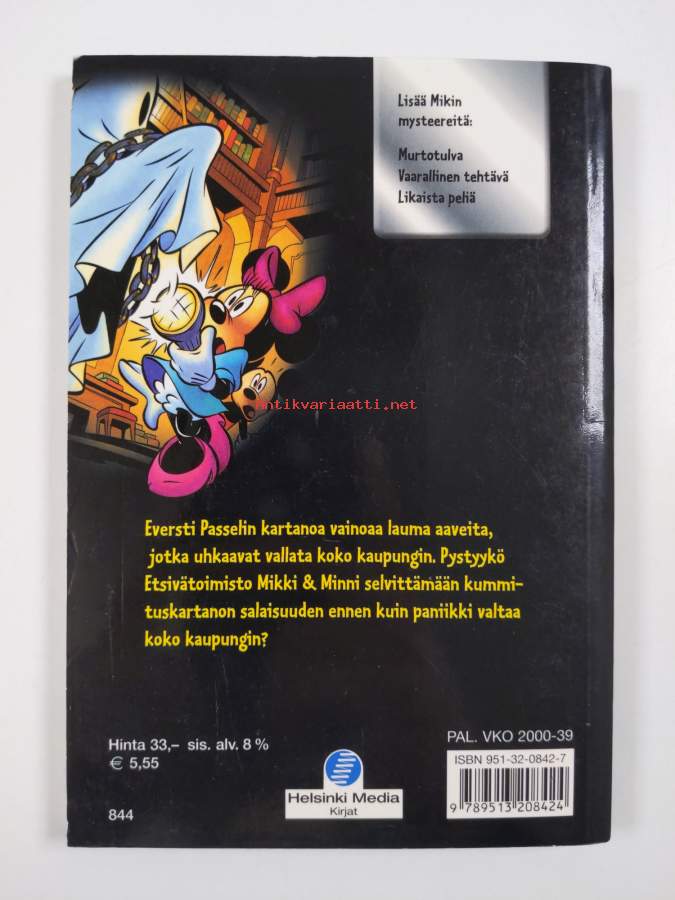 Lisää Mikin
mysteereitä:
Murtotulva
Vaarallinen tehtävä
Likaista peliä
antikvariaatti.net
Eversti Passelin kartanoa vainoaa lauma aaveita,
jotka uhkaavat vallata koko kaupungin. Pystyykö
Etsivätoimisto Mikki & Minni selvittämään kummi-
tuskartanon salaisuuden ennen kuin paniikki valtaa
koko kaupungin?
Hinta 33,– sis. alv. 8 %
€ 5,55
844
Helsinki Media
Kirjat
PAL. VKO 2000-39
ISBN 951-32-0842-7
9 789513 208424